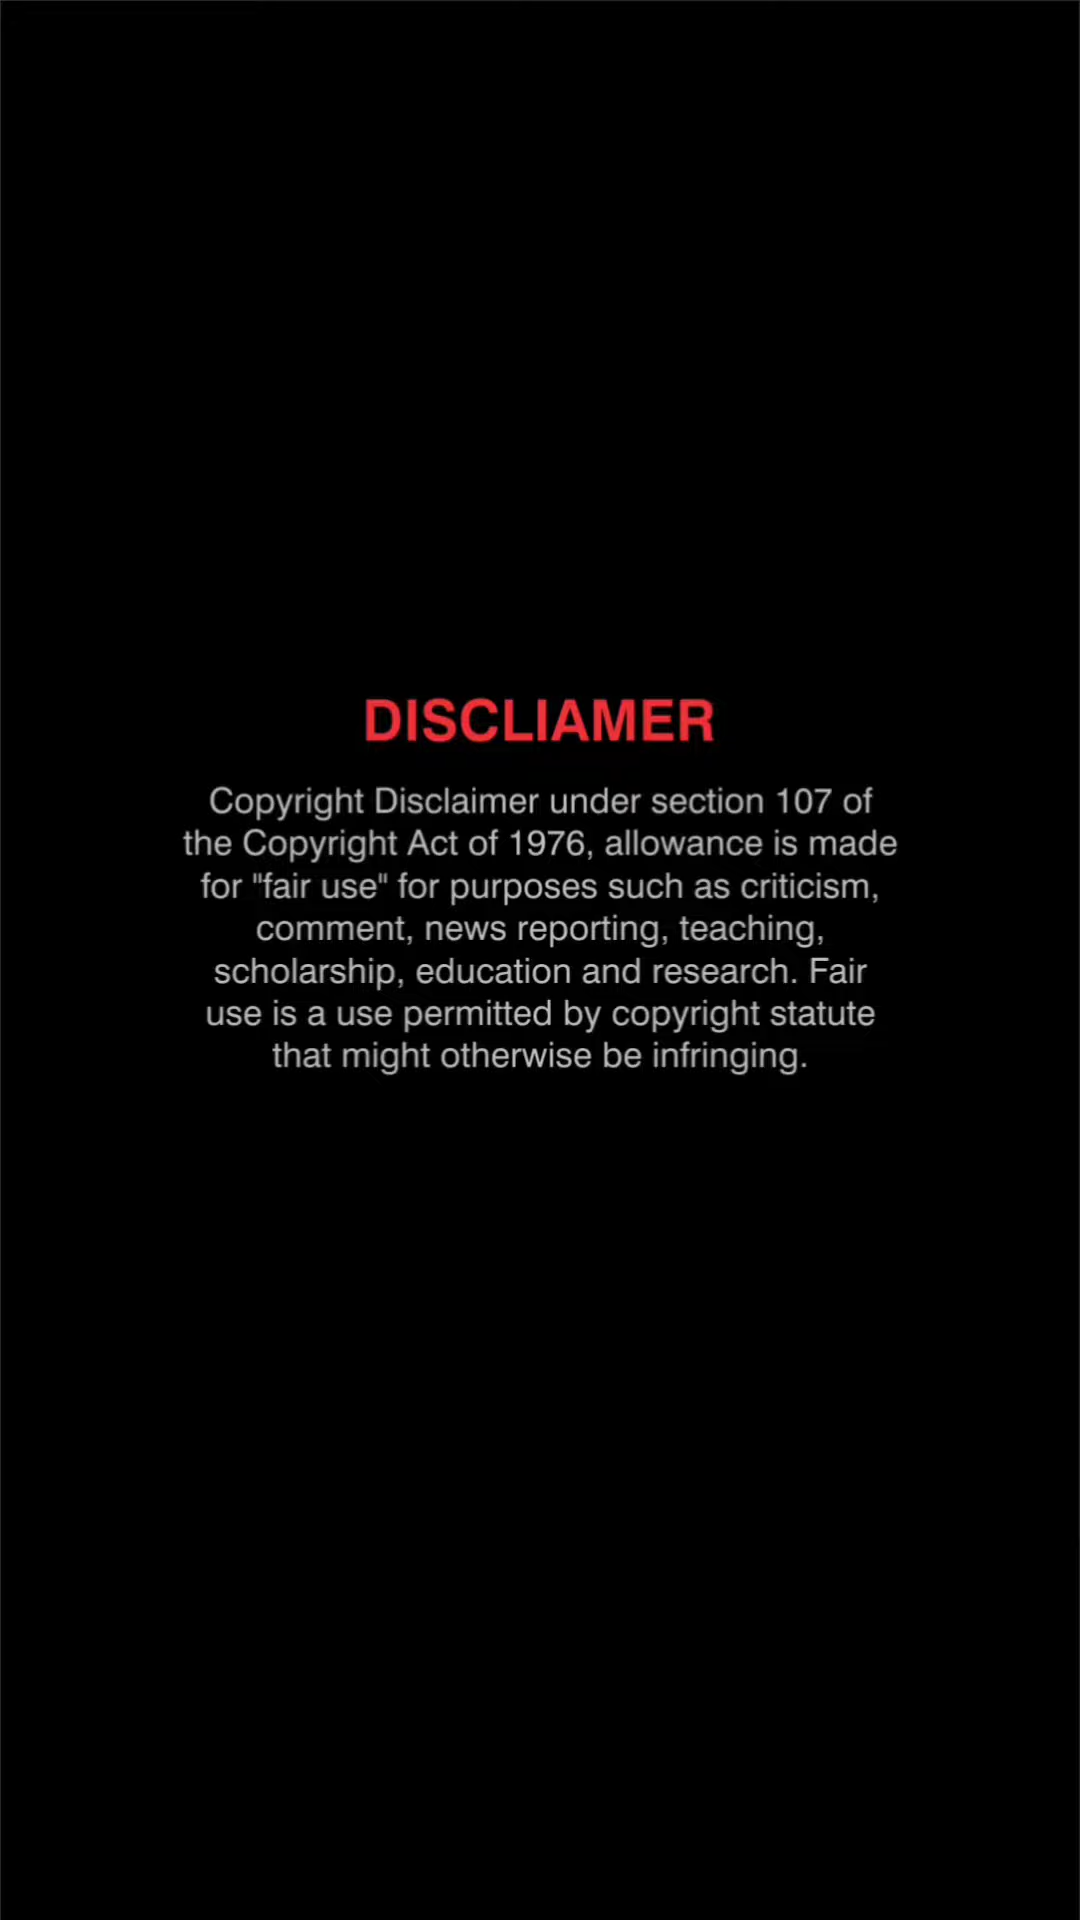 DISCLIAMER
Copyright Disclaimer under section 107 of
the Copyright Act of 1976, allowance is made
for "fair use" for purposes such as criticism,
comment, news reporting, teaching,
scholarship, education and research. Fair
use is a use permitted by copyright statute
that might otherwise be infringing.